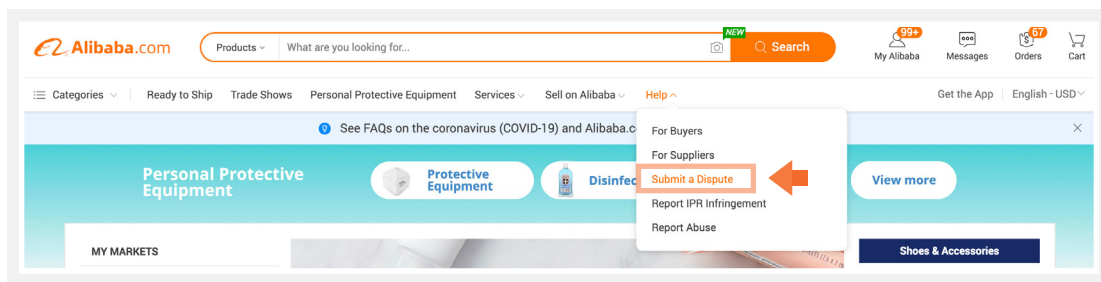 Alibaba.com
Products
What are you looking for...
NEW
Search
99+
My Alibaba
Messages
67
Orders
Cart
Categories
Ready to Ship
Trade Shows
Personal Protective Equipment
Services
Sell on Alibaba
Help
Get the App
English - USD
See FAQs on the coronavirus (COVID-19) and Alibaba.c
For Buyers
For Suppliers
Submit a Dispute
Report IPR Infringement
Report Abuse
Personal Protective
Equipment
Protective
Equipment
Disinfec
View more
MY MARKETS
Shoes & Accessories